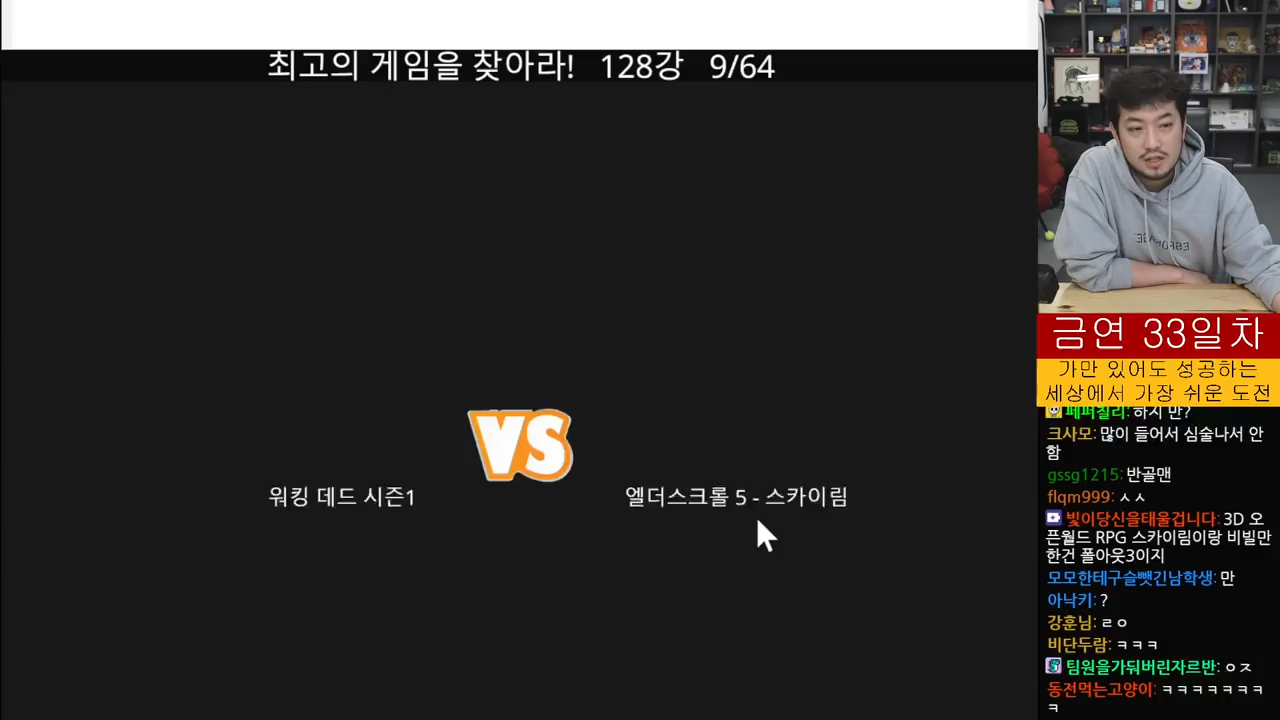 최고의 게임을 찾아라! 128강 9/64
VS
워킹 데드 시즌1
엘더스크롤 5 - 스카이림
금연 33일차
가만 있어도 성공하는
세상에서 가장 쉬운 도전
페퍼칠리: 하지 만?
크사모: 많이 들어서 심술나서 안
함
gssg1215: 반골맨
flqm999: ㅅㅅ
빛이당신을태울겁니다: 3D 오
픈월드 RPG 스카이림이랑 비빌만
한건 폴아웃3이지
모모한테구슬뺏긴남학생: 만
아낙키: ?
강훈님: ㄹㅇ
비단두람: ㅋㅋㅋ
팀원을가둬버린자르반: ㅇㅈ
동전먹는고양이: ㅋㅋㅋㅋㅋㅋㅋ
ㅋ